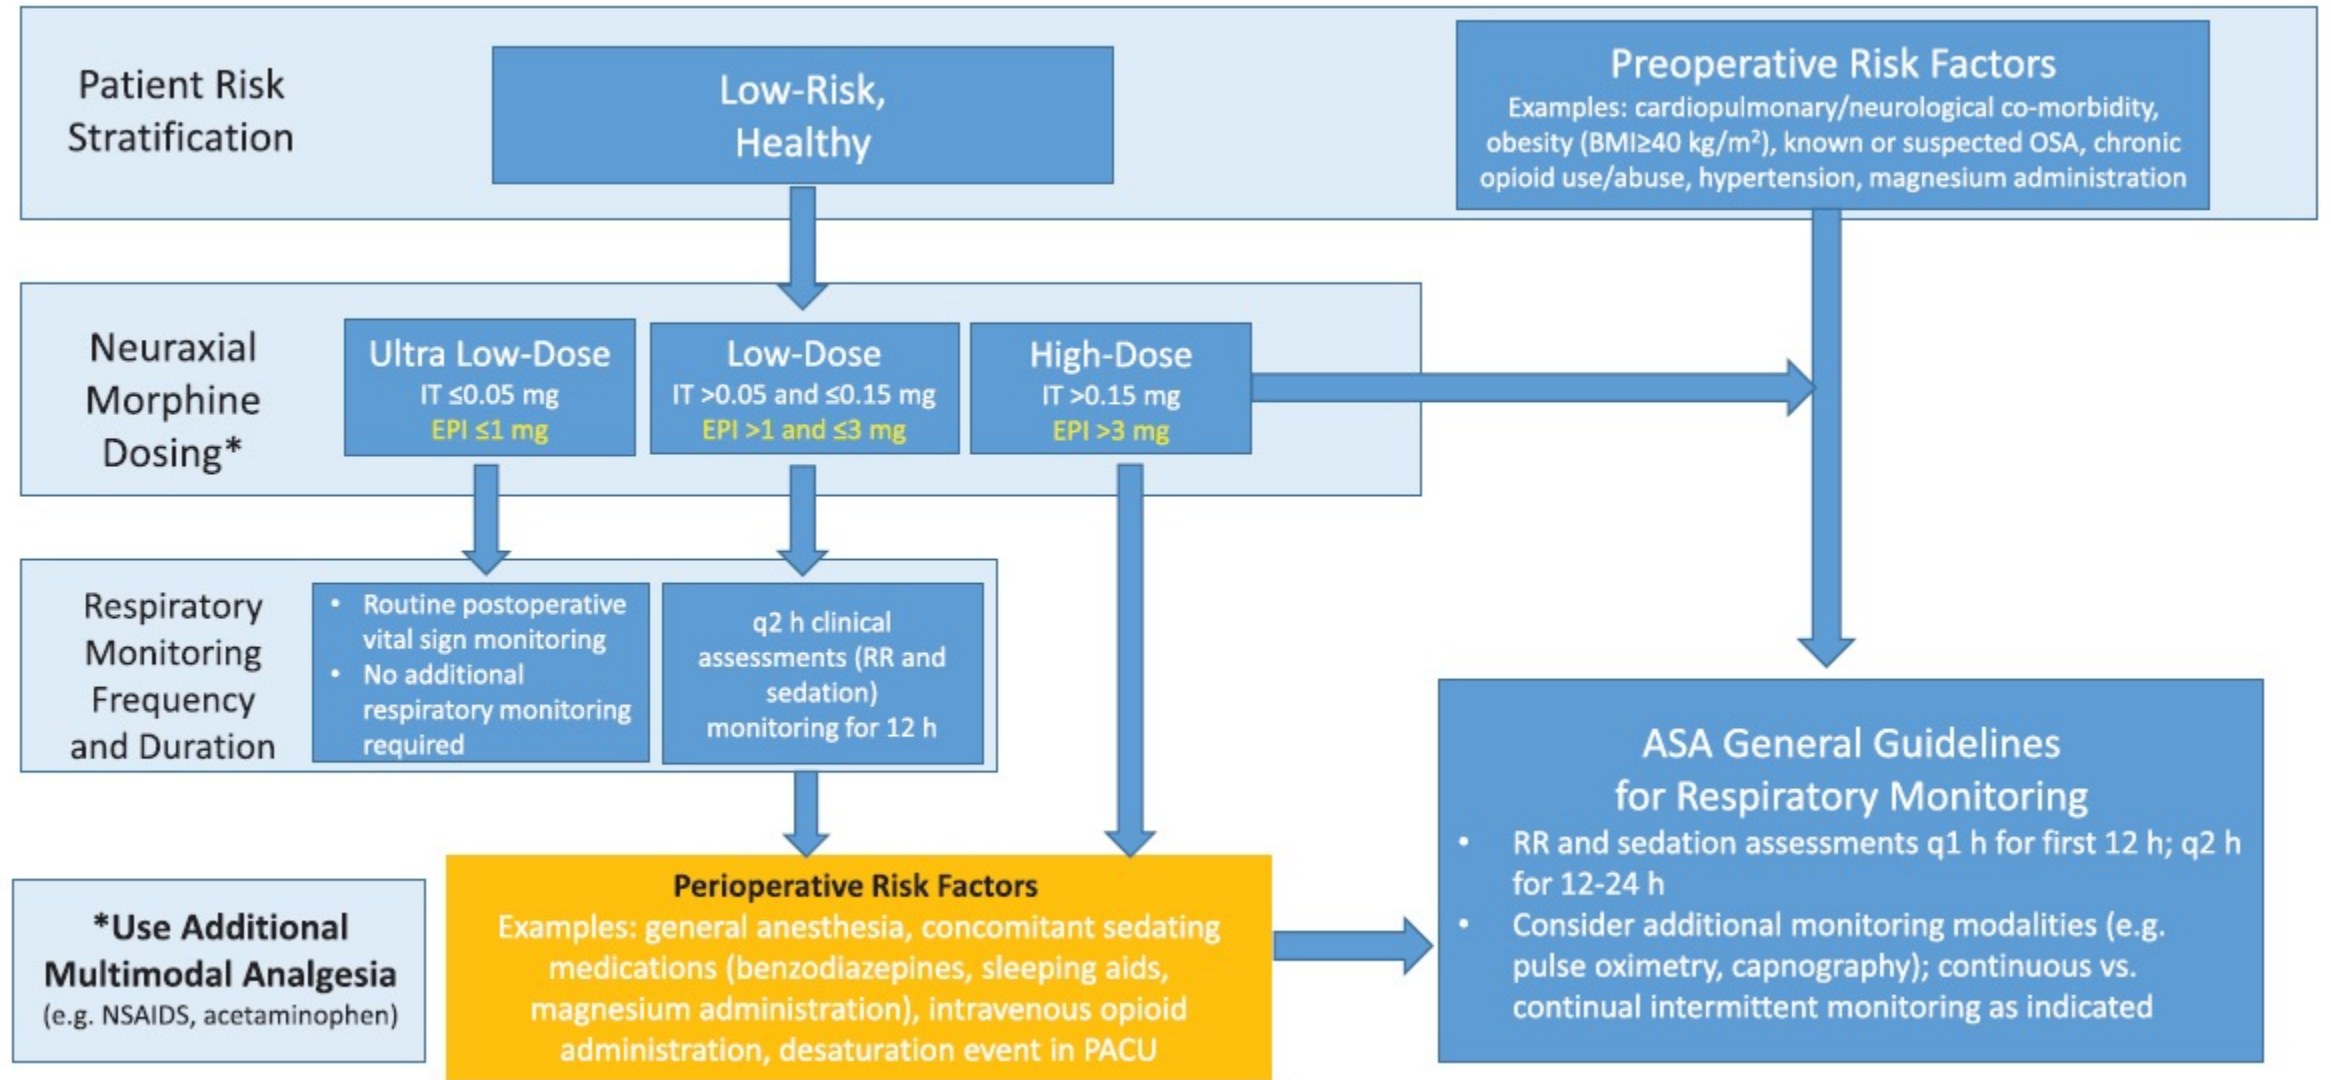 Patient Risk
Stratification
Low-Risk,
Healthy
Preoperative Risk Factors
Examples: cardiopulmonary/neurological co-morbidity,
obesity (BMI≥40 kg/m²), known or suspected OSA, chronic
opioid use/abuse, hypertension, magnesium administration
Neuraxial
Morphine
Dosing*
Ultra Low-Dose
IT ≤0.05 mg
EPI ≤1 mg
Low-Dose
IT >0.05 and ≤0.15 mg
EPI >1 and ≤3 mg
High-Dose
IT >0.15 mg
EPI >3 mg
Respiratory
Monitoring
Frequency
and Duration
• Routine postoperative
vital sign monitoring
• No additional
respiratory monitoring
required
q2 h clinical
assessments (RR and
sedation)
monitoring for 12 h
ASA General Guidelines
for Respiratory Monitoring
• RR and sedation assessments q1 h for first 12 h; q2 h
for 12-24 h
• Consider additional monitoring modalities (e.g.
pulse oximetry, capnography); continuous vs.
continual intermittent monitoring as indicated
*Use Additional
Multimodal Analgesia
(e.g. NSAIDS, acetaminophen)
Perioperative Risk Factors
Examples: general anesthesia, concomitant sedating
medications (benzodiazepines, sleeping aids,
magnesium administration), intravenous opioid
administration, desaturation event in PACU